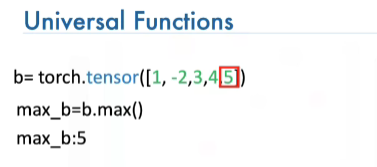 Universal Functions
b= torch.tensor([1, -2,3,4,5])
max_b=b.max()
max_b:5